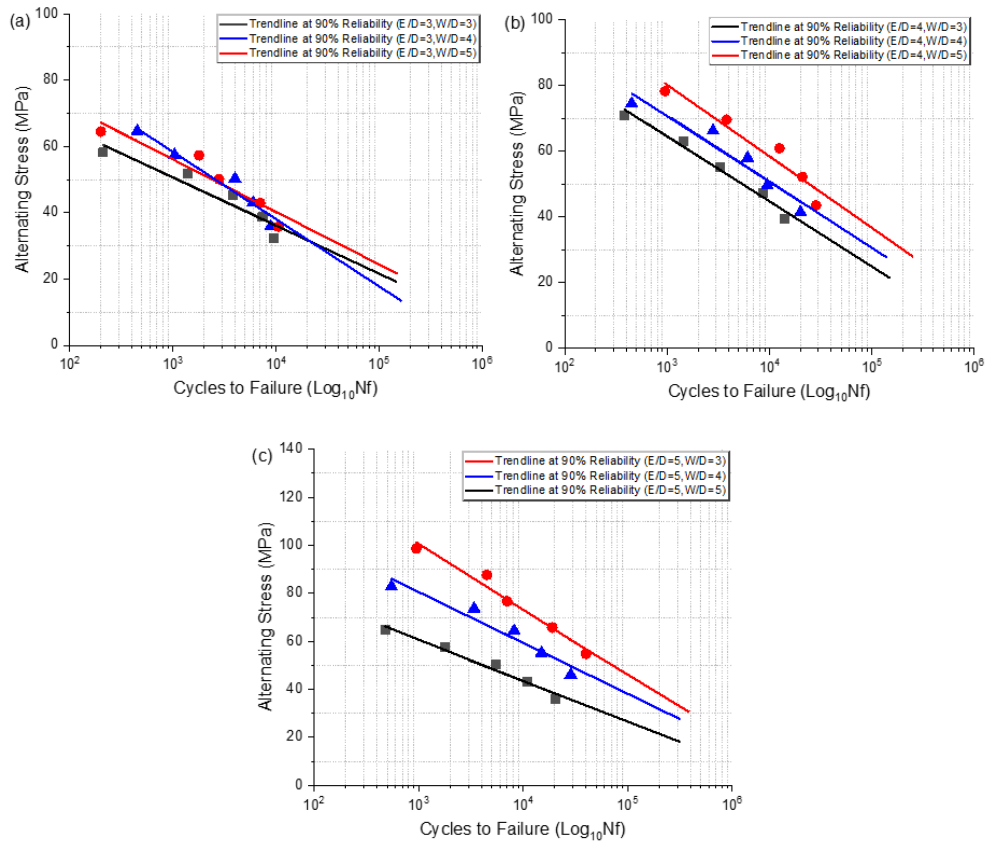 (a)
Trendline at 90% Reliability (E/D=3,W/D=3)
Trendline at 90% Reliability (E/D=3,W/D=4)
Trendline at 90% Reliability (E/D=3,W/D=5)
100
80
60
40
20
0
Alternating Stress (MPa)
10² 10³ 10⁴ 10⁵ 10⁶
Cycles to Failure (Log₁₀Nf)
(b)
Trendline at 90% Reliability (E/D=4,W/D=3)
Trendline at 90% Reliability (E/D=4,W/D=4)
Trendline at 90% Reliability (E/D=4,W/D=5)
100
80
60
40
20
0
Alternating Stress (MPa)
10² 10³ 10⁴ 10⁵ 10⁶
Cycles to Failure (Log₁₀Nf)
(c)
Trendline at 90% Reliability (E/D=5,W/D=3)
Trendline at 90% Reliability (E/D=5,W/D=4)
Trendline at 90% Reliability (E/D=5,W/D=5)
140
120
100
80
60
40
20
0
Alternating Stress (MPa)
10² 10³ 10⁴ 10⁵ 10⁶
Cycles to Failure (Log₁₀Nf)